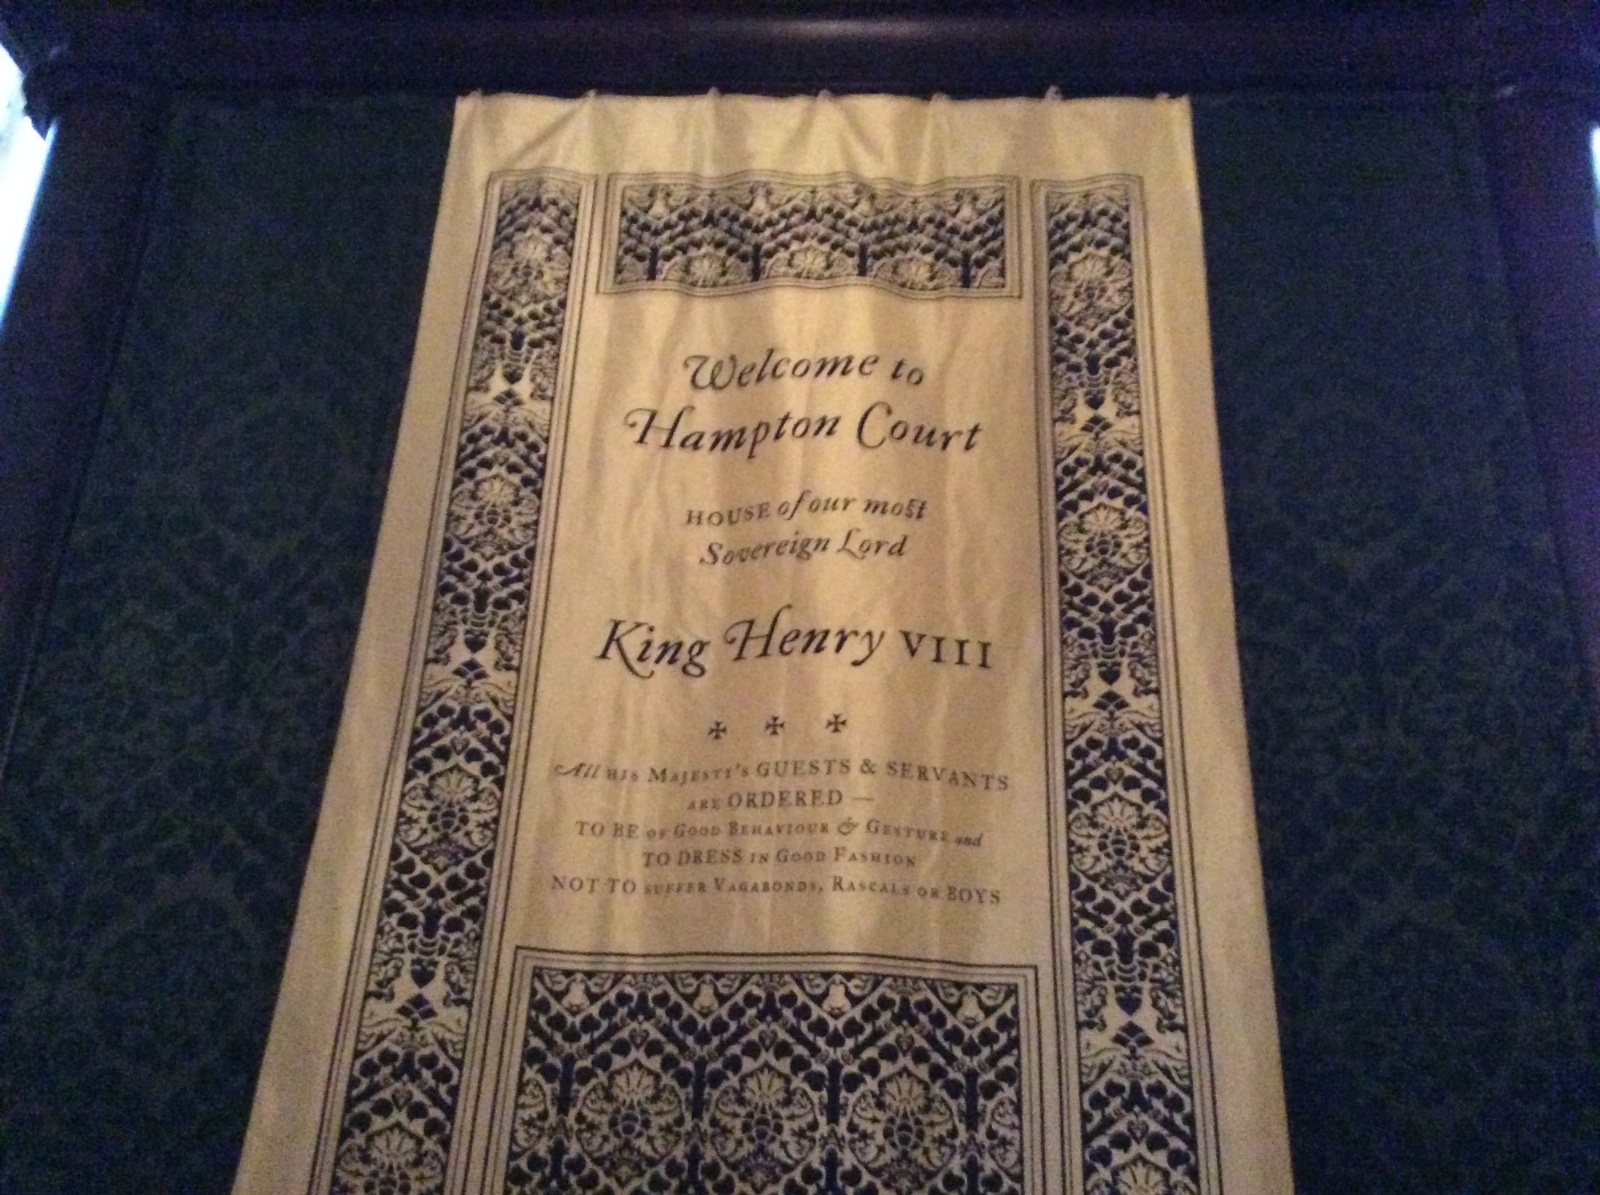 Welcome to
Hampton Court
HOUSE of our most
Sovereign Lord
King Henry VIII
All HIS MAJESTY'S GUESTS & SERVANTS
ARE ORDERED —
TO BE OF GOOD BEHAVIOUR & GESTURE and
TO DRESS IN GOOD FASHION
NOT TO SUFFER VAGABONDS, RASCALS OR BOYS